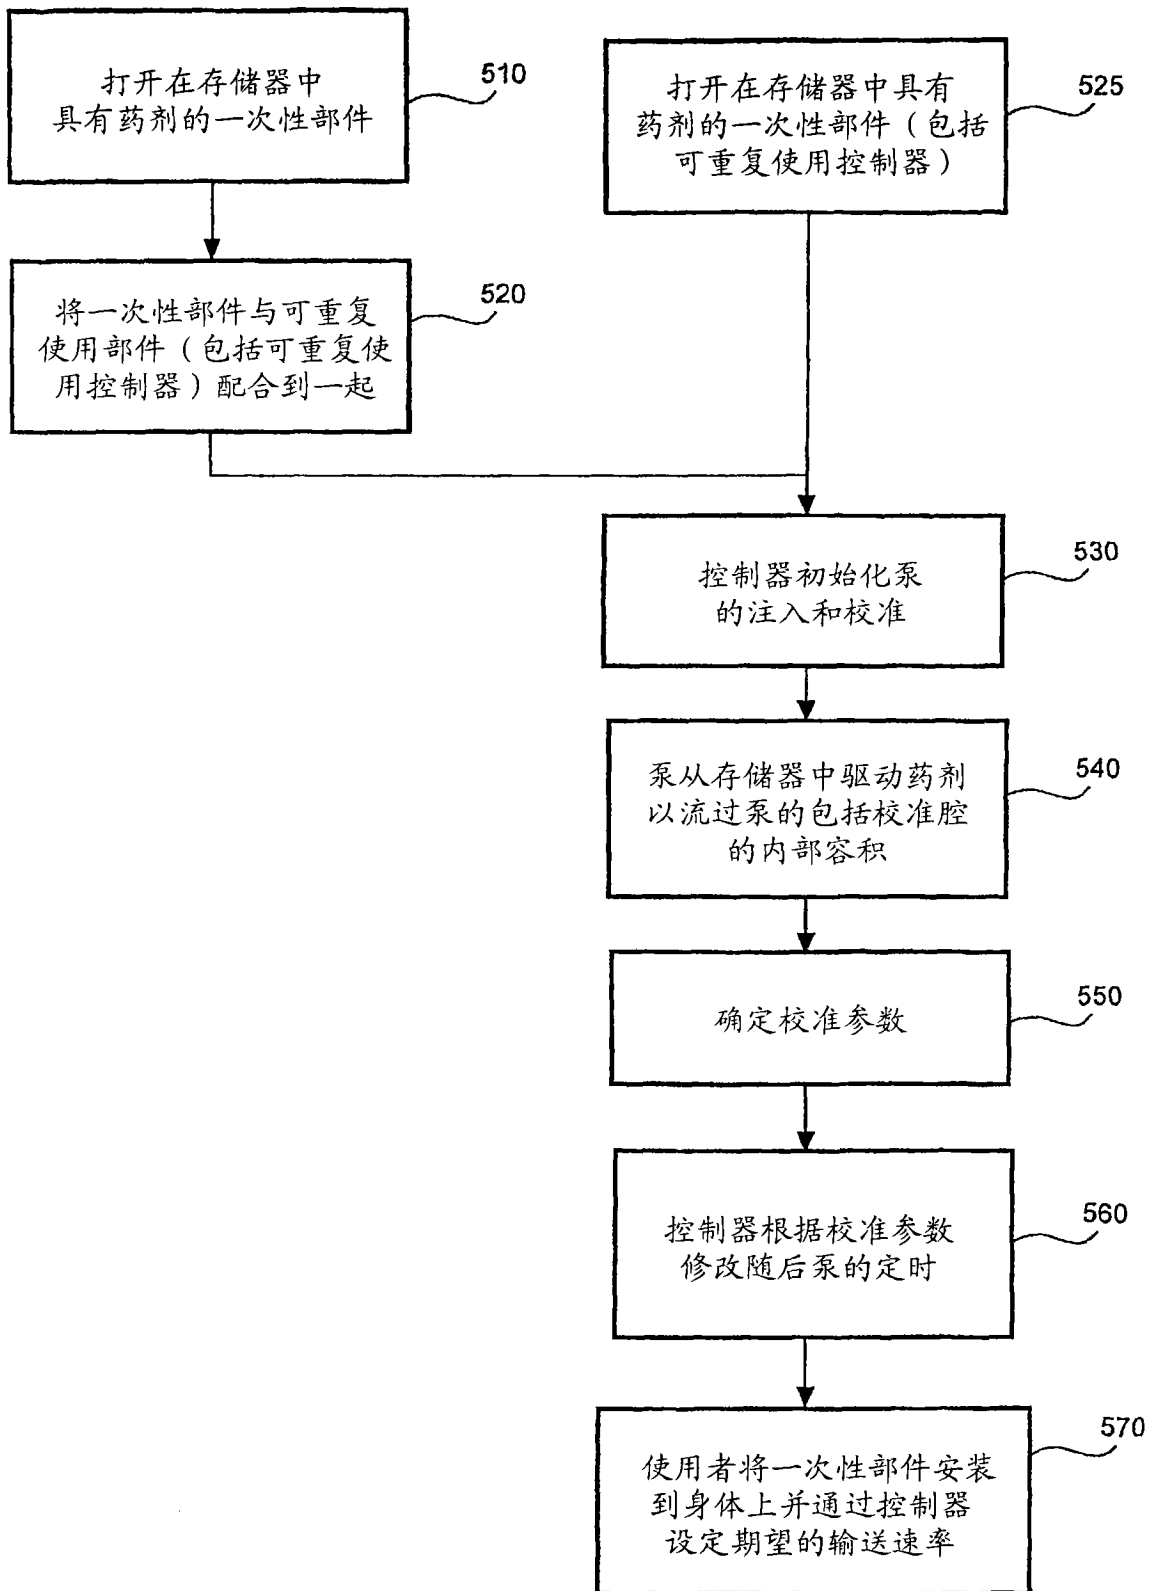 打开在存储器中
具有药剂的一次性部件
510
打开在存储器中具有
药剂的一次性部件（包括
可重复使用控制器）
525
将一次性部件与可重复
使用部件（包括可重复使
用控制器）配合到一起
520
控制器初始化泵
的注入和校准
530
泵从存储器中驱动药剂
以流过泵的包括校准腔
的内部容积
540
确定校准参数
550
控制器根据校准参数
修改随后泵的定时
560
使用者将一次性部件安装
到身体上并通过控制器
设定期望的输送速率
570